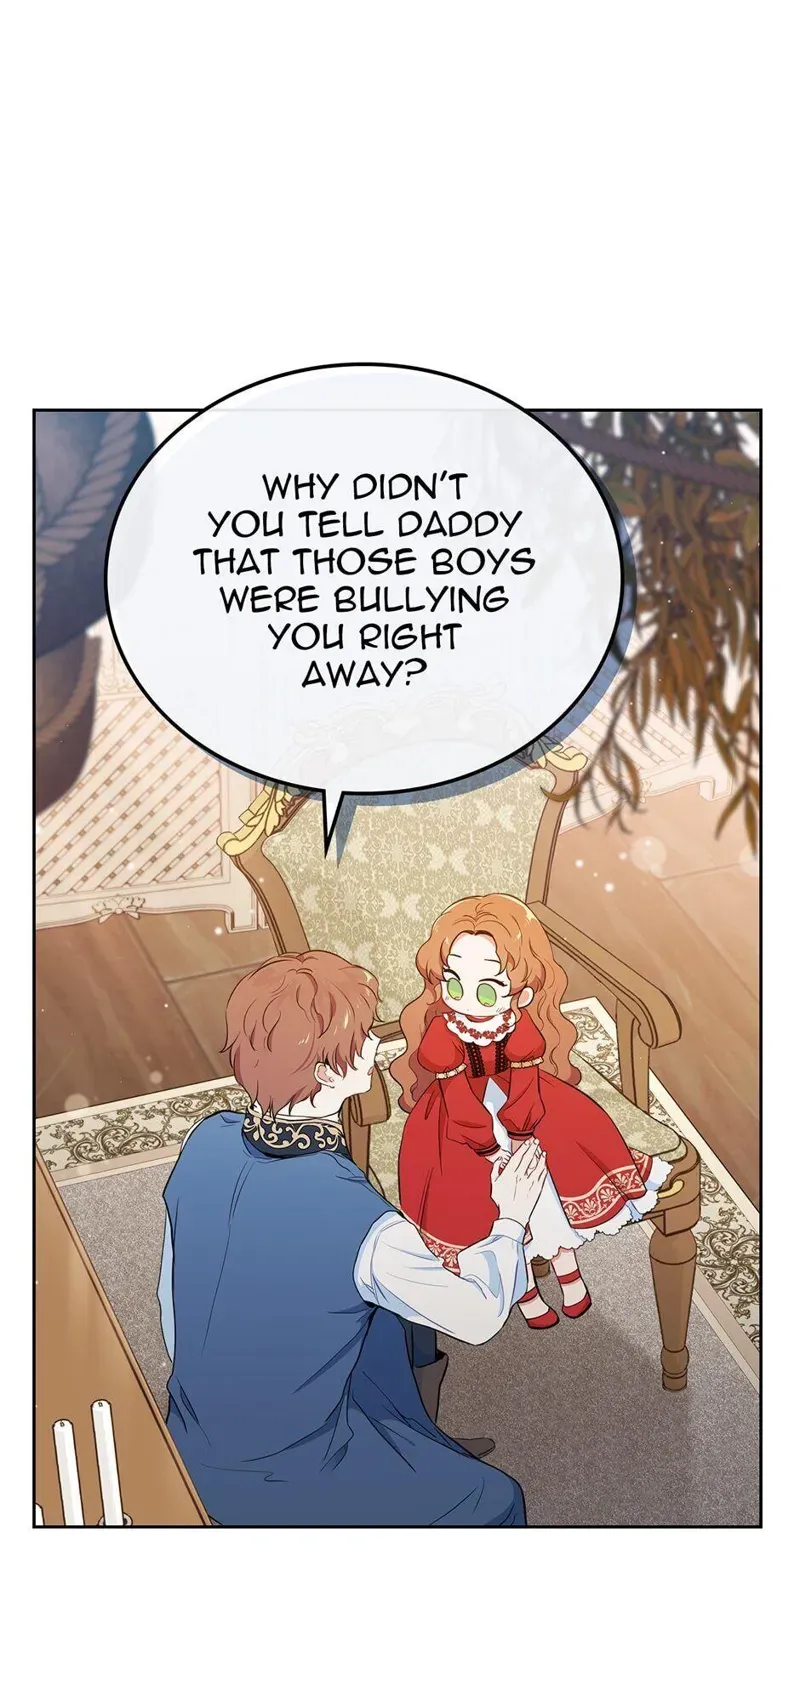 WHY DIDN'T
YOU TELL DADDY
THAT THOSE BOYS
WERE BULLYING
YOU RIGHT
AWAY?